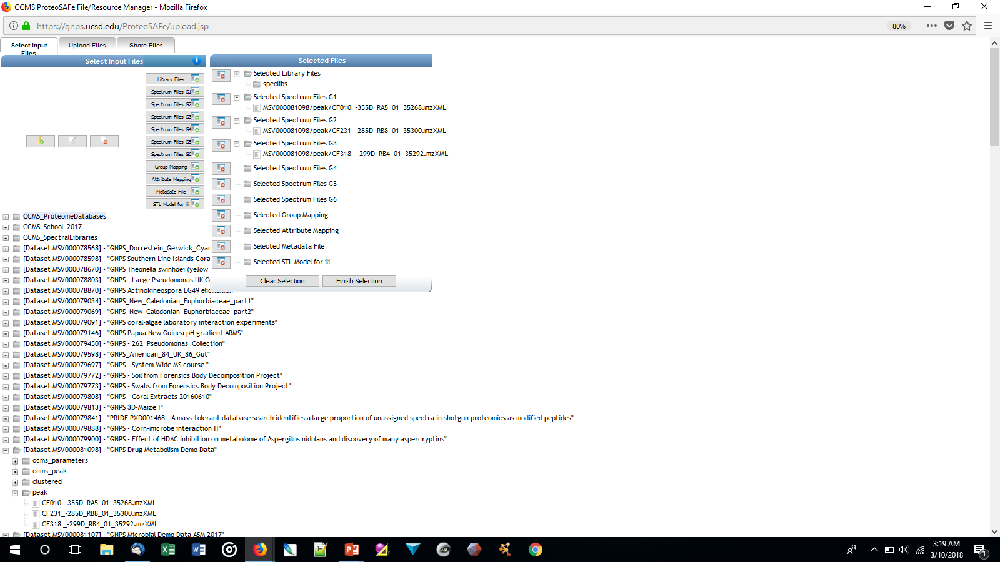 CCMS ProteoSAFe File/Resource Manager - Mozilla Firefox
https://gnps.ucsd.edu/ProteoSAFe/upload.jsp
80%
Select Input Files
Upload Files
Share Files
Select Input Files
Library Files
Spectrum Files G1
Spectrum Files G2
Spectrum Files G3
Spectrum Files G4
Spectrum Files G5
Spectrum Files G6
Group Mapping
Attribute Mapping
Metadata File
STL Model for ili
Selected Files
Selected Library Files
speclibs
Selected Spectrum Files G1
MSV000081098/peak/CF010_-355D_RA5_01_35268.mzXML
Selected Spectrum Files G2
MSV000081098/peak/CF231_-285D_RB8_01_35300.mzXML
Selected Spectrum Files G3
MSV000081098/peak/CF318 _-299D_RB4_01_35292.mzXML
Selected Spectrum Files G4
Selected Spectrum Files G5
Selected Spectrum Files G6
Selected Group Mapping
Selected Attribute Mapping
Selected Metadata File
Selected STL Model for ili
Clear Selection
Finish Selection
CCMS_ProteomeDatabases
CCMS_School_2017
CCMS_SpectralLibraries
[Dataset MSV000078568] - "GNPS_Dorrestein_Gerwick_Cyar
[Dataset MSV000078598] - "GNPS Southern Line Islands Cora
[Dataset MSV000078670] - "GNPS Theonella swinhoei (yellow
[Dataset MSV000078803] - "GNPS - Large Pseudomonas UK C
[Dataset MSV000078870] - "GNPS Actinokineospora EG49 elicitation"
[Dataset MSV000079034] - "GNPS_New_Caledonian_Euphorbiaceae_part1"
[Dataset MSV000079069] - "GNPS_New_Caledonian_Euphorbiaceae_part2"
[Dataset MSV000079091] - "GNPS coral-algae laboratory interaction experiments"
[Dataset MSV000079146] - "GNPS Papua New Guinea pH gradient ARMS"
[Dataset MSV000079450] - "GNPS - 262_Pseudomonas_Collection"
[Dataset MSV000079598] - "GNPS_American_84_UK_86_Gut"
[Dataset MSV000079697] - "GNPS - System Wide MS course "
[Dataset MSV000079772] - "GNPS - Soil from Forensics Body Decomposition Project"
[Dataset MSV000079773] - "GNPS - Swabs from Forensics Body Decomposition Project"
[Dataset MSV000079808] - "GNPS - Coral Extracts 20160610"
[Dataset MSV000079813] - "GNPS 3D-Maize I"
[Dataset MSV000079841] - "PRIDE PXD001468 - A mass-tolerant database search identifies a large proportion of unassigned spectra in shotgun proteomics as modified peptides"
[Dataset MSV000079888] - "GNPS - Corn-microbe interaction II"
[Dataset MSV000079900] - "GNPS - Effect of HDAC inhibition on metabolome of Aspergillus nidulans and discovery of many aspercryptins"
[Dataset MSV000081098] - "GNPS Drug Metabolism Demo Data"
ccms_parameters
ccms_peak
clustered
peak
CF010_-355D_RA5_01_35268.mzXML
CF231_-285D_RB8_01_35300.mzXML
CF318 _-299D_RB4_01_35292.mzXML
[Dataset MSV000081107] - "GNPS Microbial Demo Data ASM 2017"
3:19 AM
3/10/2018
1